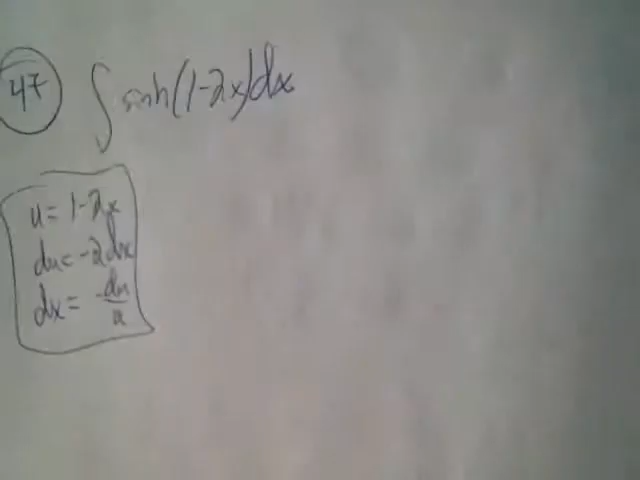 47 ∫ sinh(1-2x)dx
u = 1-2x
du = -2dx
dx = -du/2